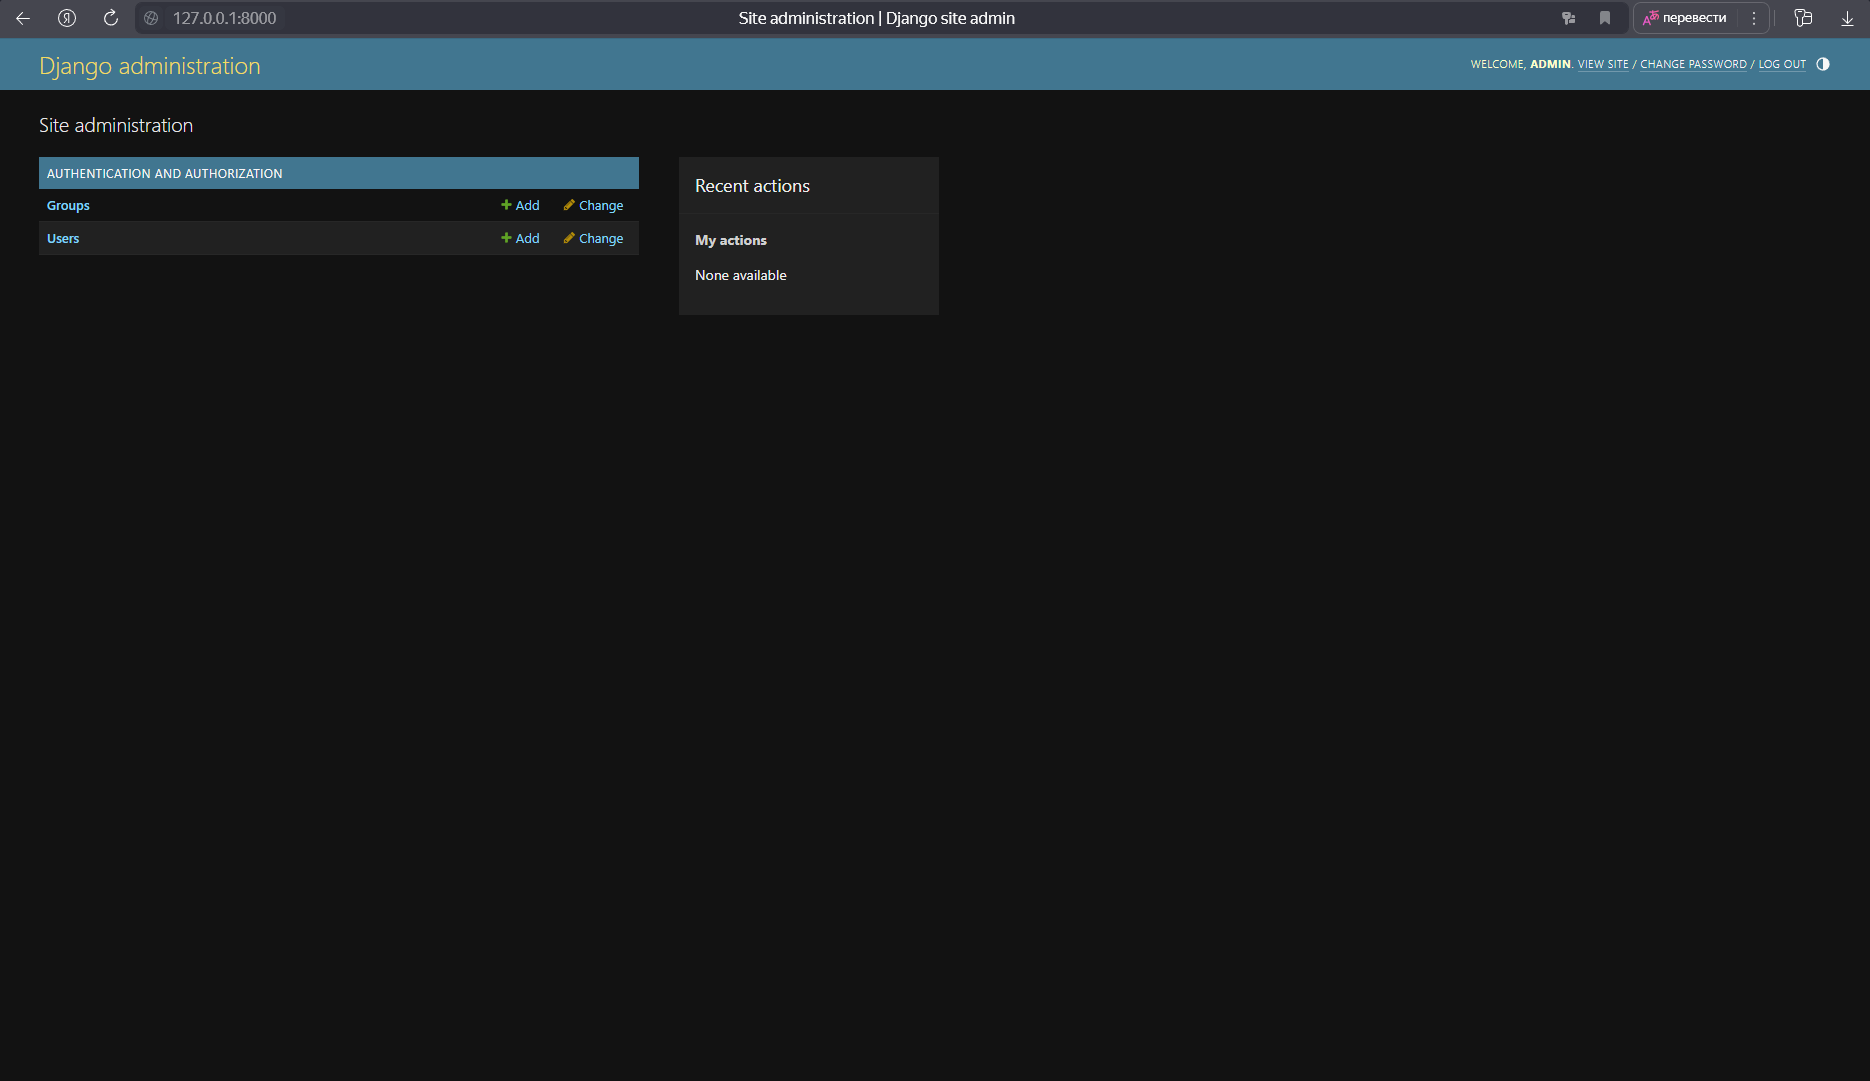 127.0.0.1:8000
Site administration | Django site admin
перевести
Django administration
WELCOME, ADMIN. VIEW SITE / CHANGE PASSWORD / LOG OUT
Site administration
AUTHENTICATION AND AUTHORIZATION
Groups Add Change
Users Add Change
Recent actions
My actions
None available